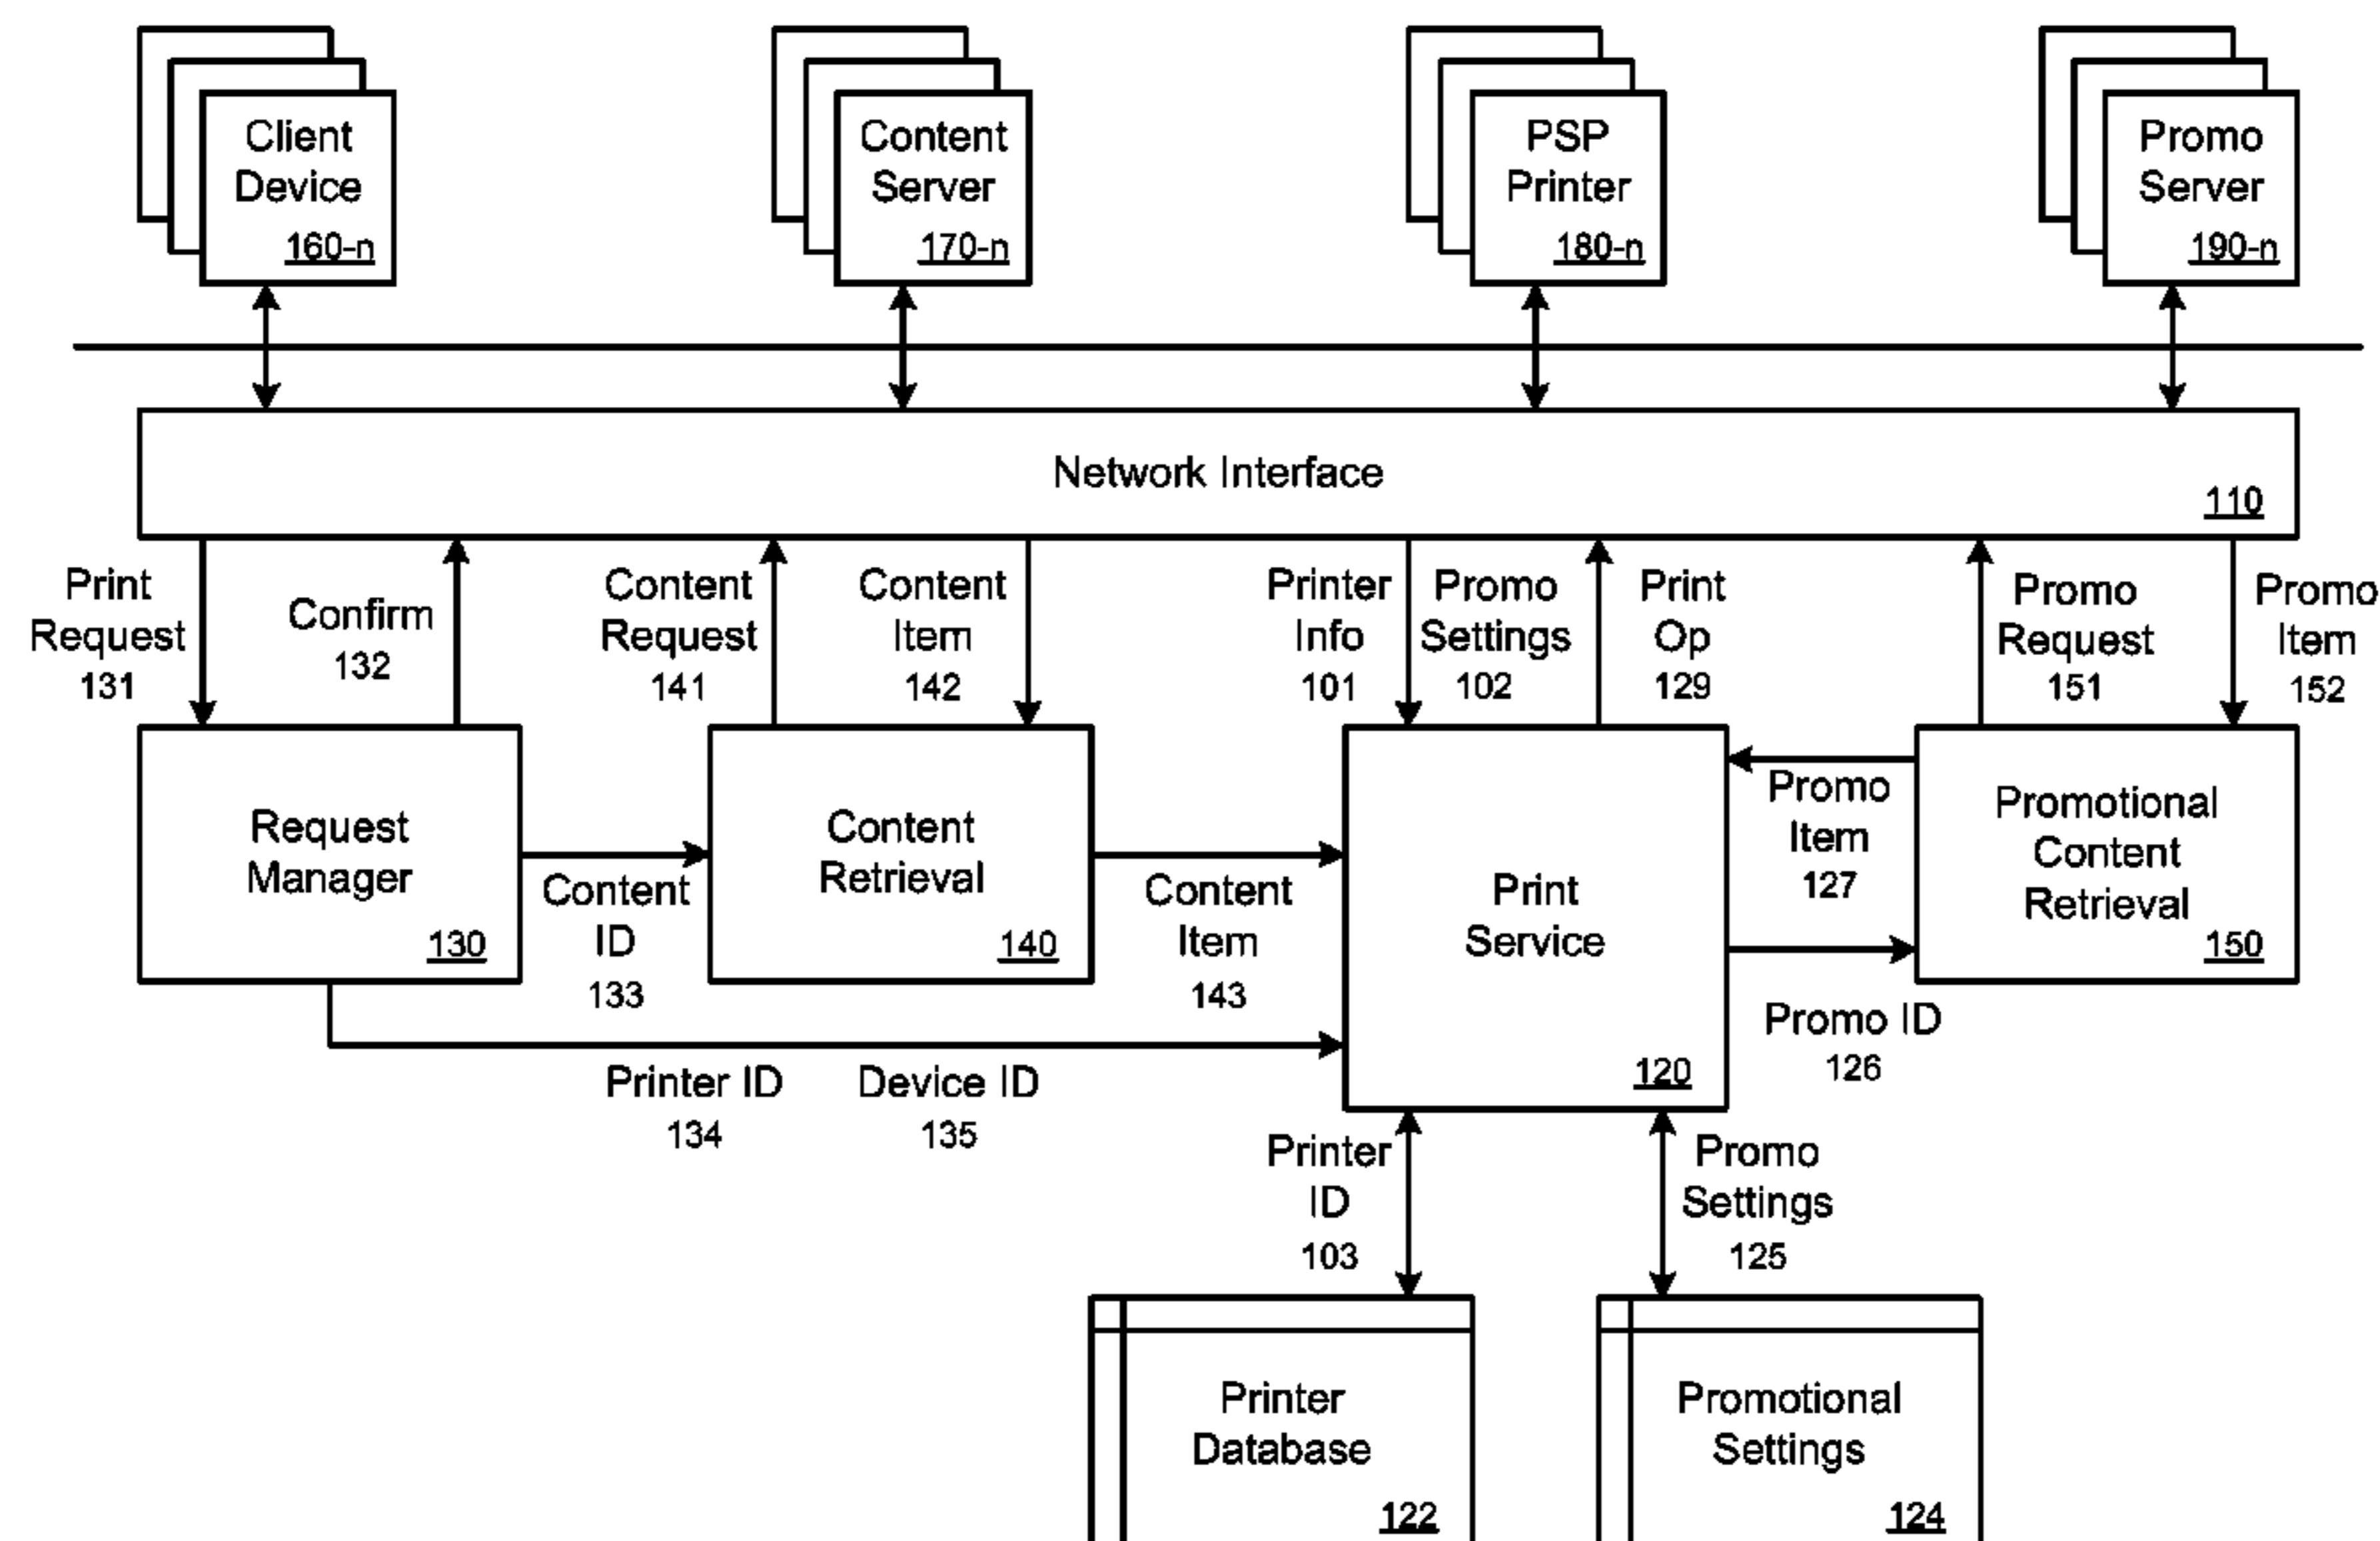 Client
Device
160-n
Content
Server
170-n
PSP
Printer
180-n
Promo
Server
190-n
Network Interface
110
Print
Request
131
Confirm
132
Content
Request
141
Content
Item
142
Printer
Info
101
Promo
Settings
102
Print
Op
129
Promo
Request
151
Promo
Item
152
Request
Manager
130
Content
ID
133
Content
Retrieval
140
Content
Item
143
Print
Service
120
Promo
Item
127
Promo ID
126
Promotional
Content
Retrieval
150
Printer ID
134
Device ID
135
Printer
ID
103
Promo
Settings
125
Printer
Database
122
Promotional
Settings
124